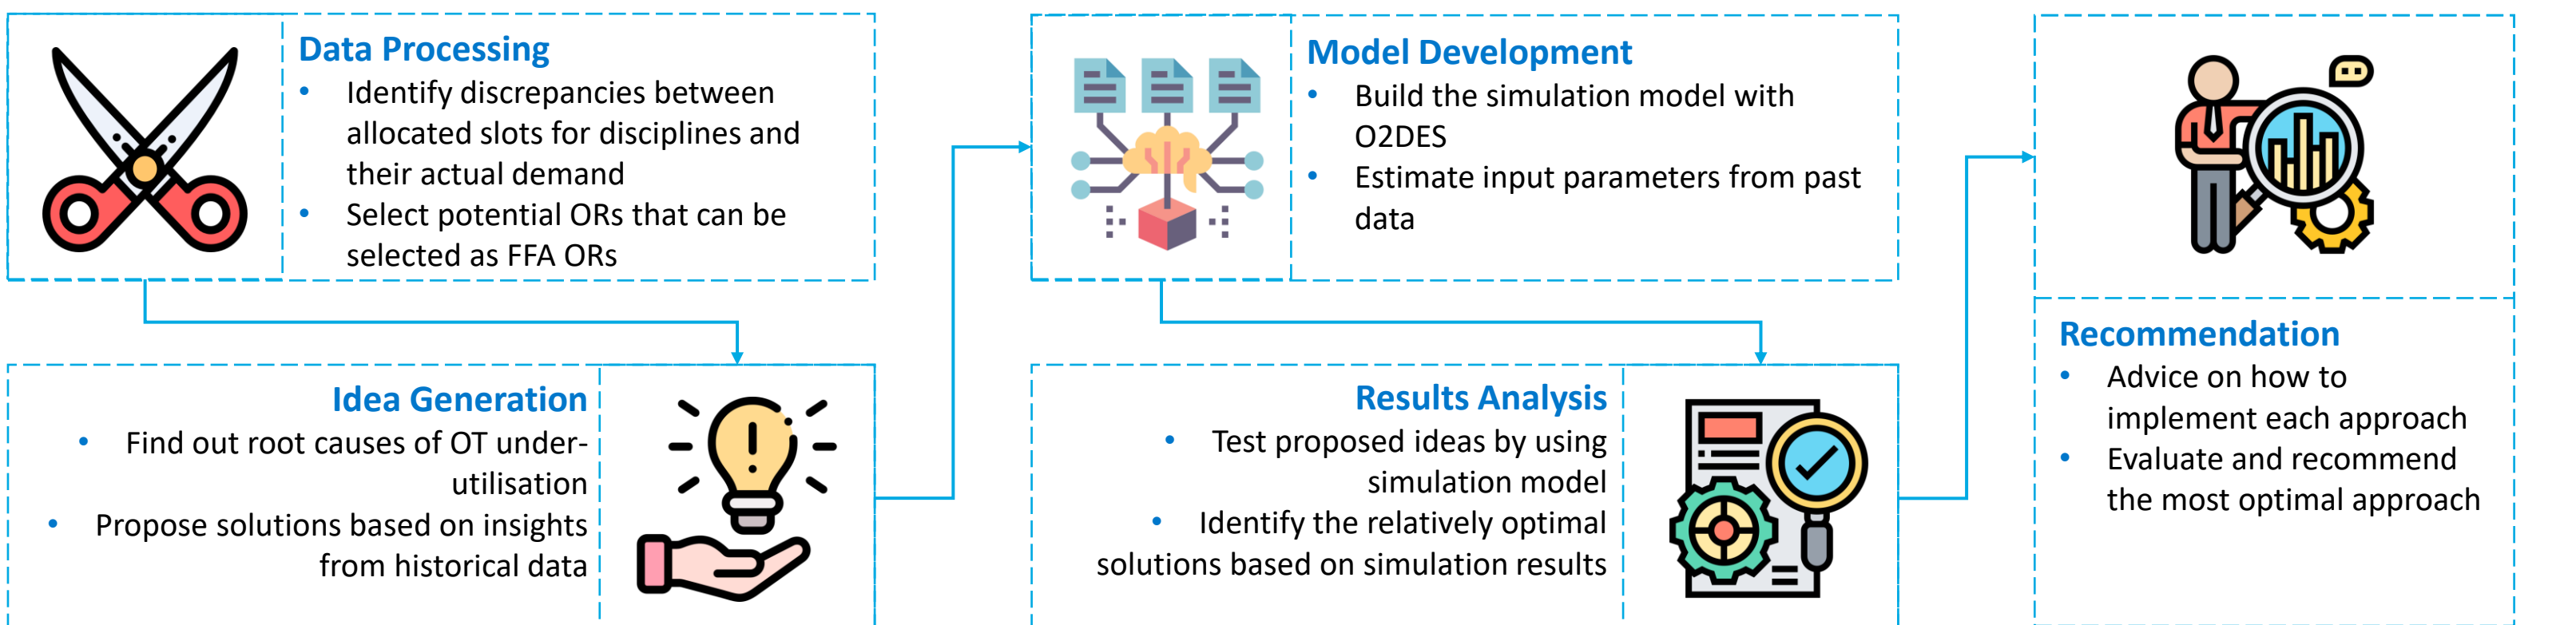 Data Processing
• Identify discrepancies between
allocated slots for disciplines and
their actual demand
• Select potential ORs that can be
selected as FFA ORs
Idea Generation
• Find out root causes of OT under-
utilisation
• Propose solutions based on insights
from historical data
Model Development
• Build the simulation model with
O2DES
• Estimate input parameters from past
data
Results Analysis
• Test proposed ideas by using
simulation model
• Identify the relatively optimal
solutions based on simulation results
Recommendation
• Advice on how to
implement each approach
• Evaluate and recommend
the most optimal approach